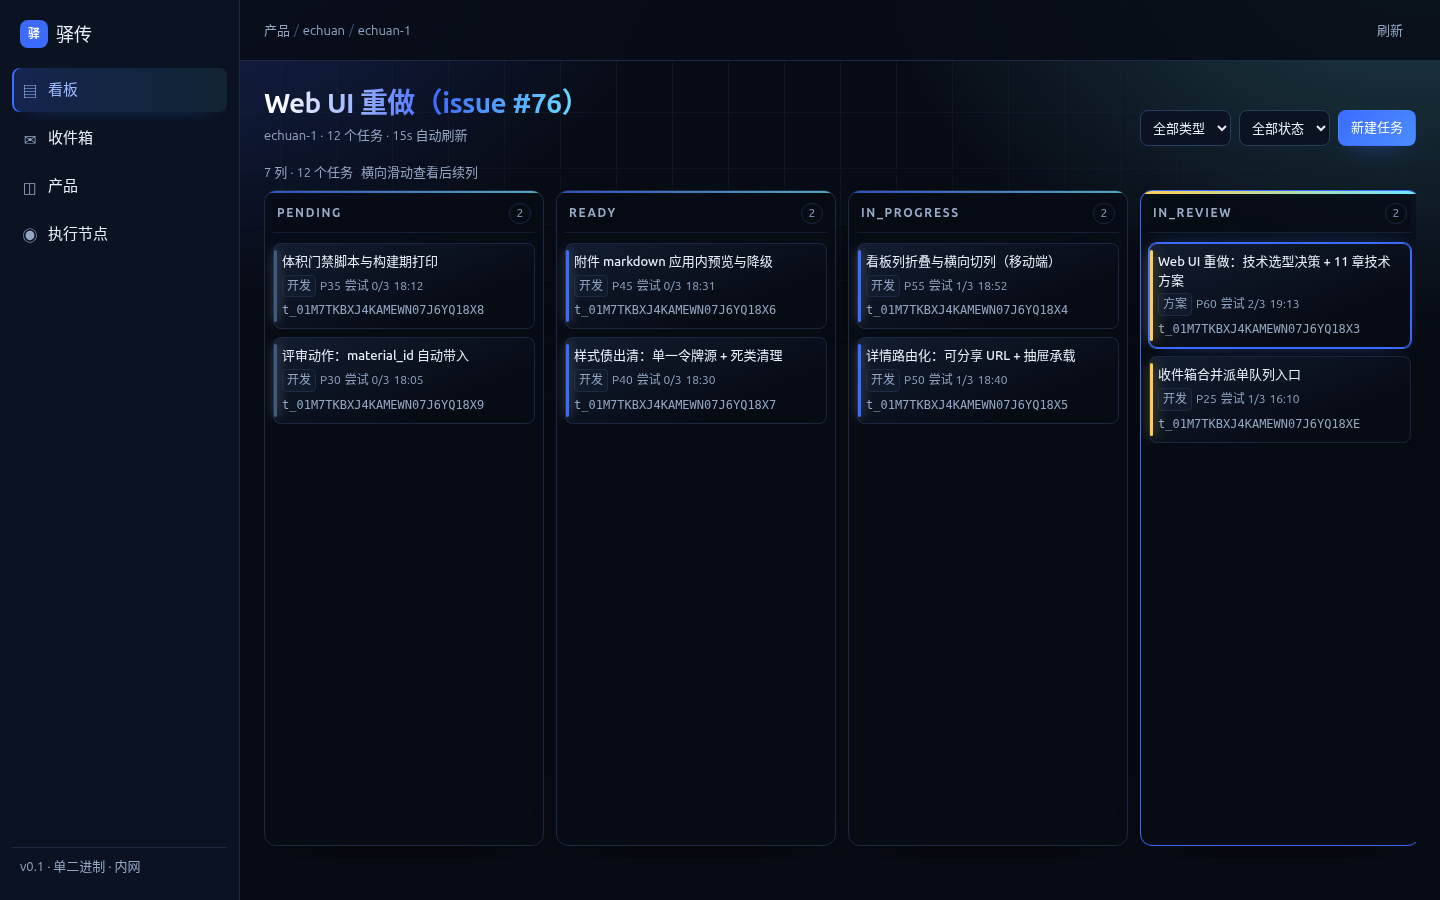 驿 驿传
看板
收件箱
产品
执行节点
v0.1 · 单二进制 · 内网
产品 / echuan / echuan-1
刷新
Web UI 重做（issue #76）
echuan-1 · 12 个任务 · 15s 自动刷新
全部类型
全部状态
新建任务
7 列 · 12 个任务 横向滑动查看后续列
PENDING 2
体积门禁脚本与构建期打印
开发 P35 尝试 0/3 18:12
t_01M7TKBXJ4KAMEWN07J6YQ18X8
评审动作：material_id 自动带入
开发 P30 尝试 0/3 18:05
t_01M7TKBXJ4KAMEWN07J6YQ18X9
READY 2
附件 markdown 应用内预览与降级
开发 P45 尝试 0/3 18:31
t_01M7TKBXJ4KAMEWN07J6YQ18X6
样式债出清：单一令牌源 + 死类清理
开发 P40 尝试 0/3 18:30
t_01M7TKBXJ4KAMEWN07J6YQ18X7
IN_PROGRESS 2
看板列折叠与横向切列（移动端）
开发 P55 尝试 1/3 18:52
t_01M7TKBXJ4KAMEWN07J6YQ18X4
详情路由化：可分享 URL + 抽屉承载
开发 P50 尝试 1/3 18:40
t_01M7TKBXJ4KAMEWN07J6YQ18X5
IN_REVIEW 2
Web UI 重做：技术选型决策 + 11 章技术
方案
方案 P60 尝试 2/3 19:13
t_01M7TKBXJ4KAMEWN07J6YQ18X3
收件箱合并派单队列入口
开发 P25 尝试 1/3 16:10
t_01M7TKBXJ4KAMEWN07J6YQ18XE